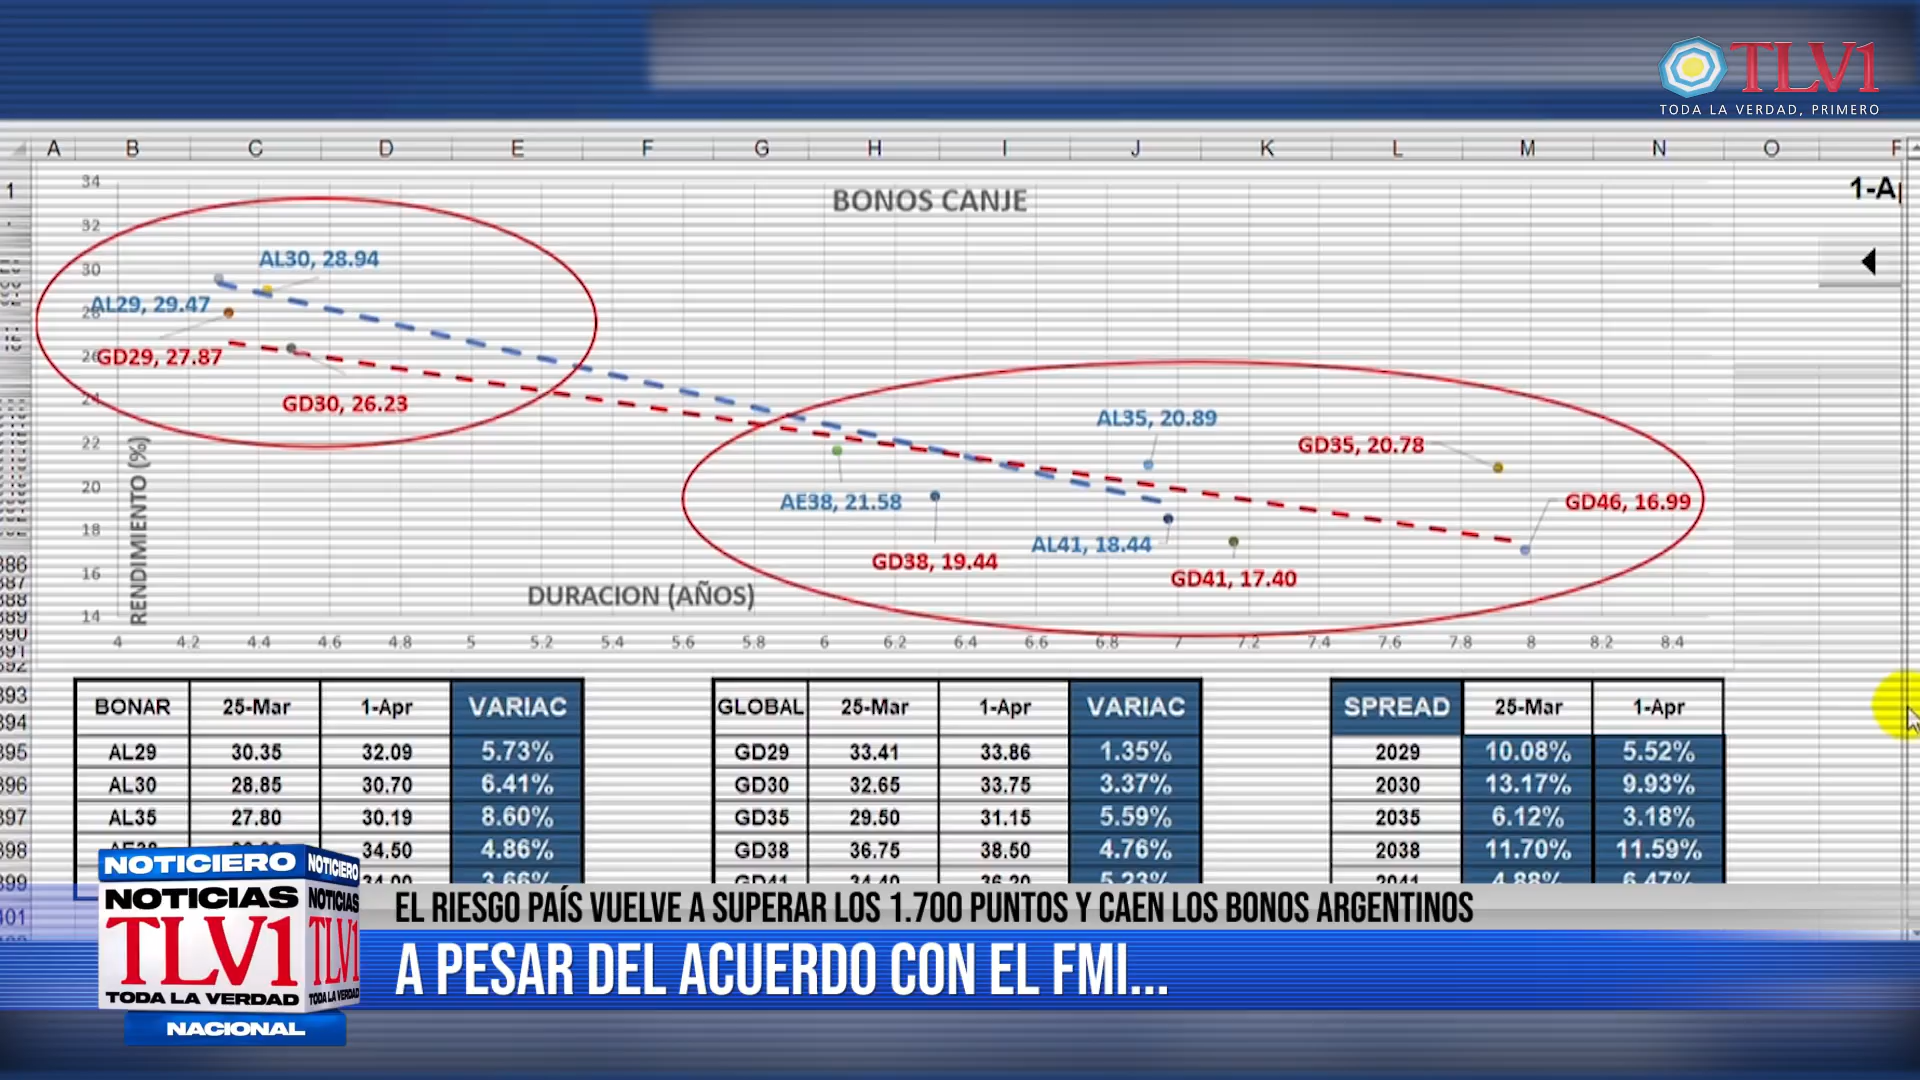 TLV1
TODA LA VERDAD, PRIMERO
A B C D E F G H I J K L M N O
1
BONOS CANJE
34
32
30
28
26
24
22
20
18
16
14
RENDIMIENTO (%)
AL30, 28.94
AL29, 29.47
GD29, 27.87
GD30, 26.23
AL35, 20.89
GD35, 20.78
AE38, 21.58
GD46, 16.99
GD38, 19.44
AL41, 18.44
GD41, 17.40
DURACION (AÑOS)
4 4.2 4.4 4.6 4.8 5 5.2 5.4 5.6 5.8 6 6.2 6.4 6.6 6.8 7 7.2 7.4 7.6 7.8 8 8.2 8.4
BONAR 25-Mar 1-Apr VARIAC GLOBAL 25-Mar 1-Apr VARIAC SPREAD 25-Mar 1-Apr
AL29 30.35 32.09 5.73% GD29 33.41 33.86 1.35% 2029 10.08% 5.52%
AL30 28.85 30.70 6.41% GD30 32.65 33.75 3.37% 2030 13.17% 9.93%
AL35 27.80 30.19 8.60% GD35 29.50 31.15 5.59% 2035 6.12% 3.18%
34.50 4.86% GD38 36.75 38.50 4.76% 2038 11.70% 11.59%
NOTICIERO NOTICIERO
NOTICIAS NOTICIAS
TLV1 TLV1
TODA LA VERDAD TODA LA VERDAD
NACIONAL
EL RIESGO PAÍS VUELVE A SUPERAR LOS 1.700 PUNTOS Y CAEN LOS BONOS ARGENTINOS
A PESAR DEL ACUERDO CON EL FMI...